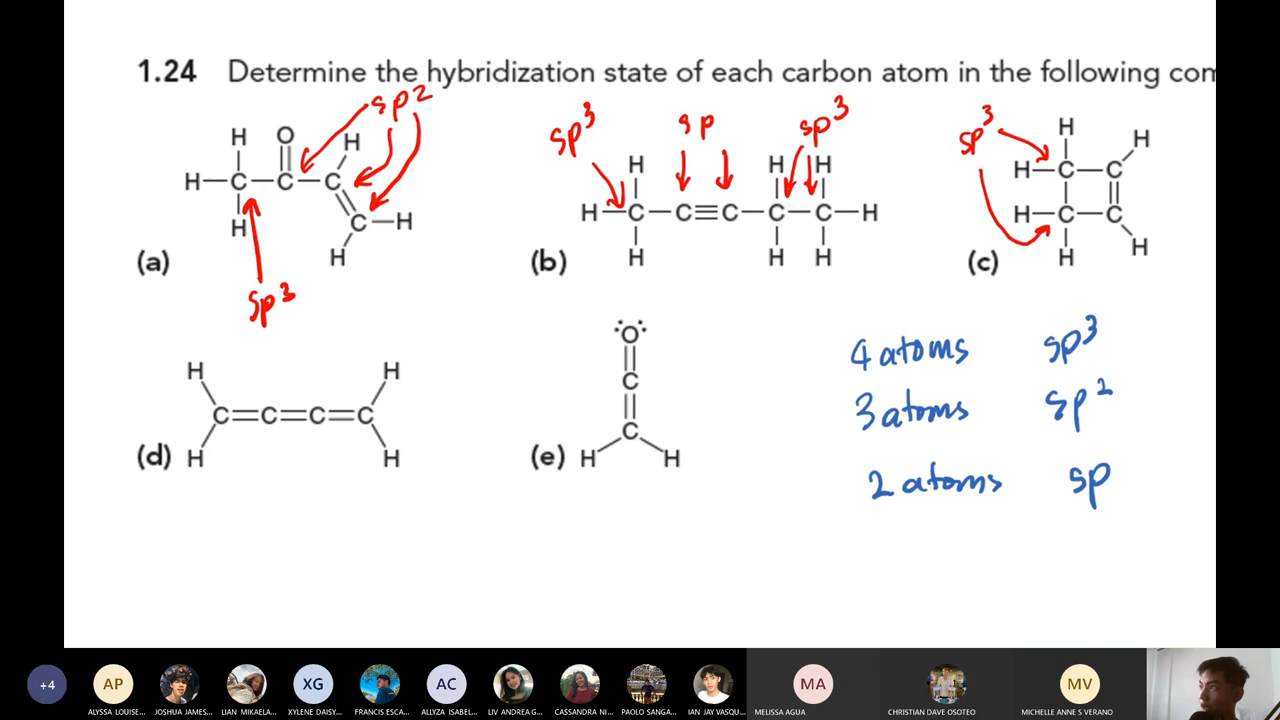 1.24 Determine the hybridization state of each carbon atom in the following com
sp2
sp3
sp
sp3
sp3
H O H
H H
H—C—C—C
H—C—C≡C—C—C—H
H
H—C—C
H—C—C
H
C—H
H
H
H H H
H
(a)
(b)
(c)
sp3
:O:
C
C
H H
C=C=C=C
(d) H H
(e) H H
4 atoms sp3
3 atoms sp2
2 atoms sp
+4
AP
XG
AC
MA
MV
ALYSSA LOUISE...
JOSHUA JAMES...
LIAN MIKAELA...
XYLENE DAISY...
FRANCIS ESCA...
ALLYZA ISABEL...
LIV ANDREA G...
CASSANDRA NI...
PAOLO SANGA...
IAN JAY VASQU...
MELISSA AGUA
CHRISTIAN DAVE OSOTEO
MICHELLE ANNE S VERANO